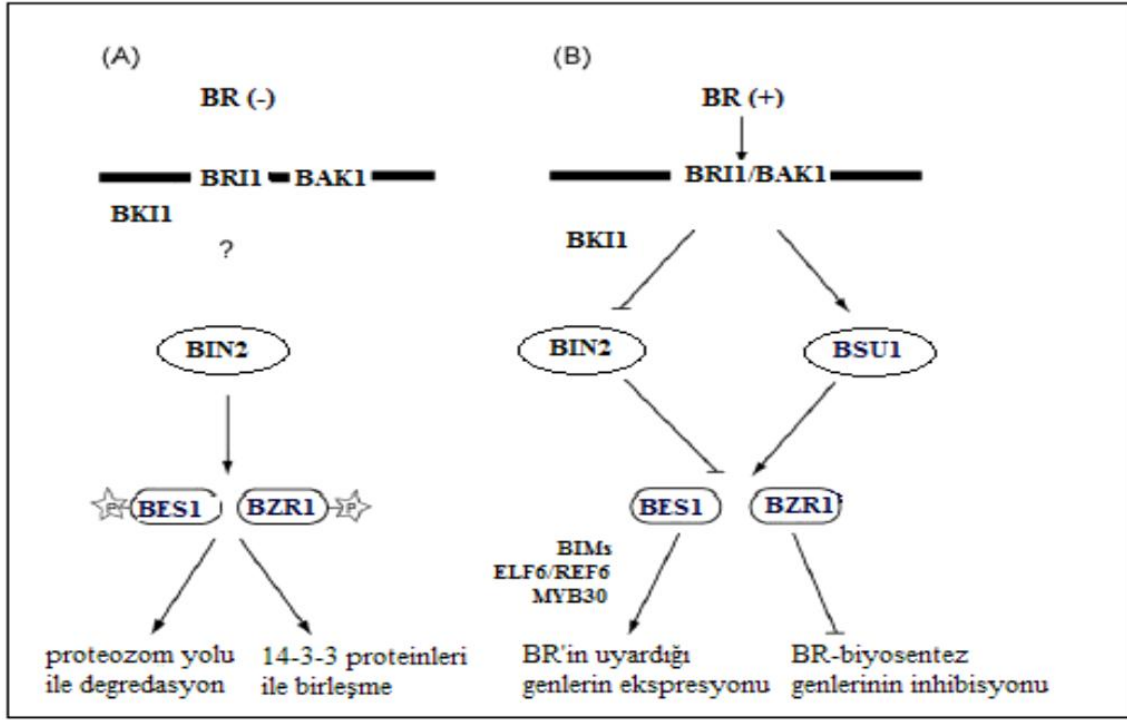 (A)
BR (-)
BRI1 BAK1
BKI1
?
BIN2
P BES1 BZR1 P
proteozom yolu
ile degredasyon
14-3-3 proteinleri
ile birleşme
(B)
BR (+)
BRI1/BAK1
BKI1
BIN2
BSU1
BES1
BZR1
BIMs
ELF6/REF6
MYB30
BR'in uyardığı
genlerin ekspresyonu
BR-biyosentez
genlerinin inhibisyonu